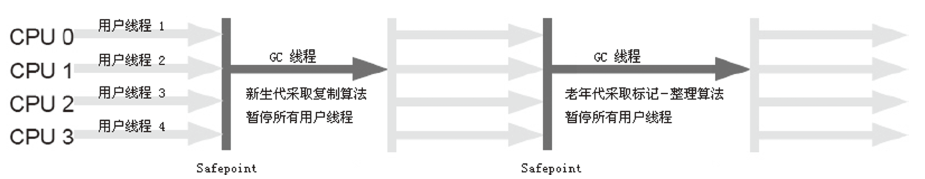 CPU 0
用户线程 1
CPU 1
用户线程 2
CPU 2
用户线程 3
CPU 3
用户线程 4
GC 线程
新生代采取复制算法
暂停所有用户线程
Safepoint
GC 线程
老年代采取标记-整理算法
暂停所有用户线程
Safepoint